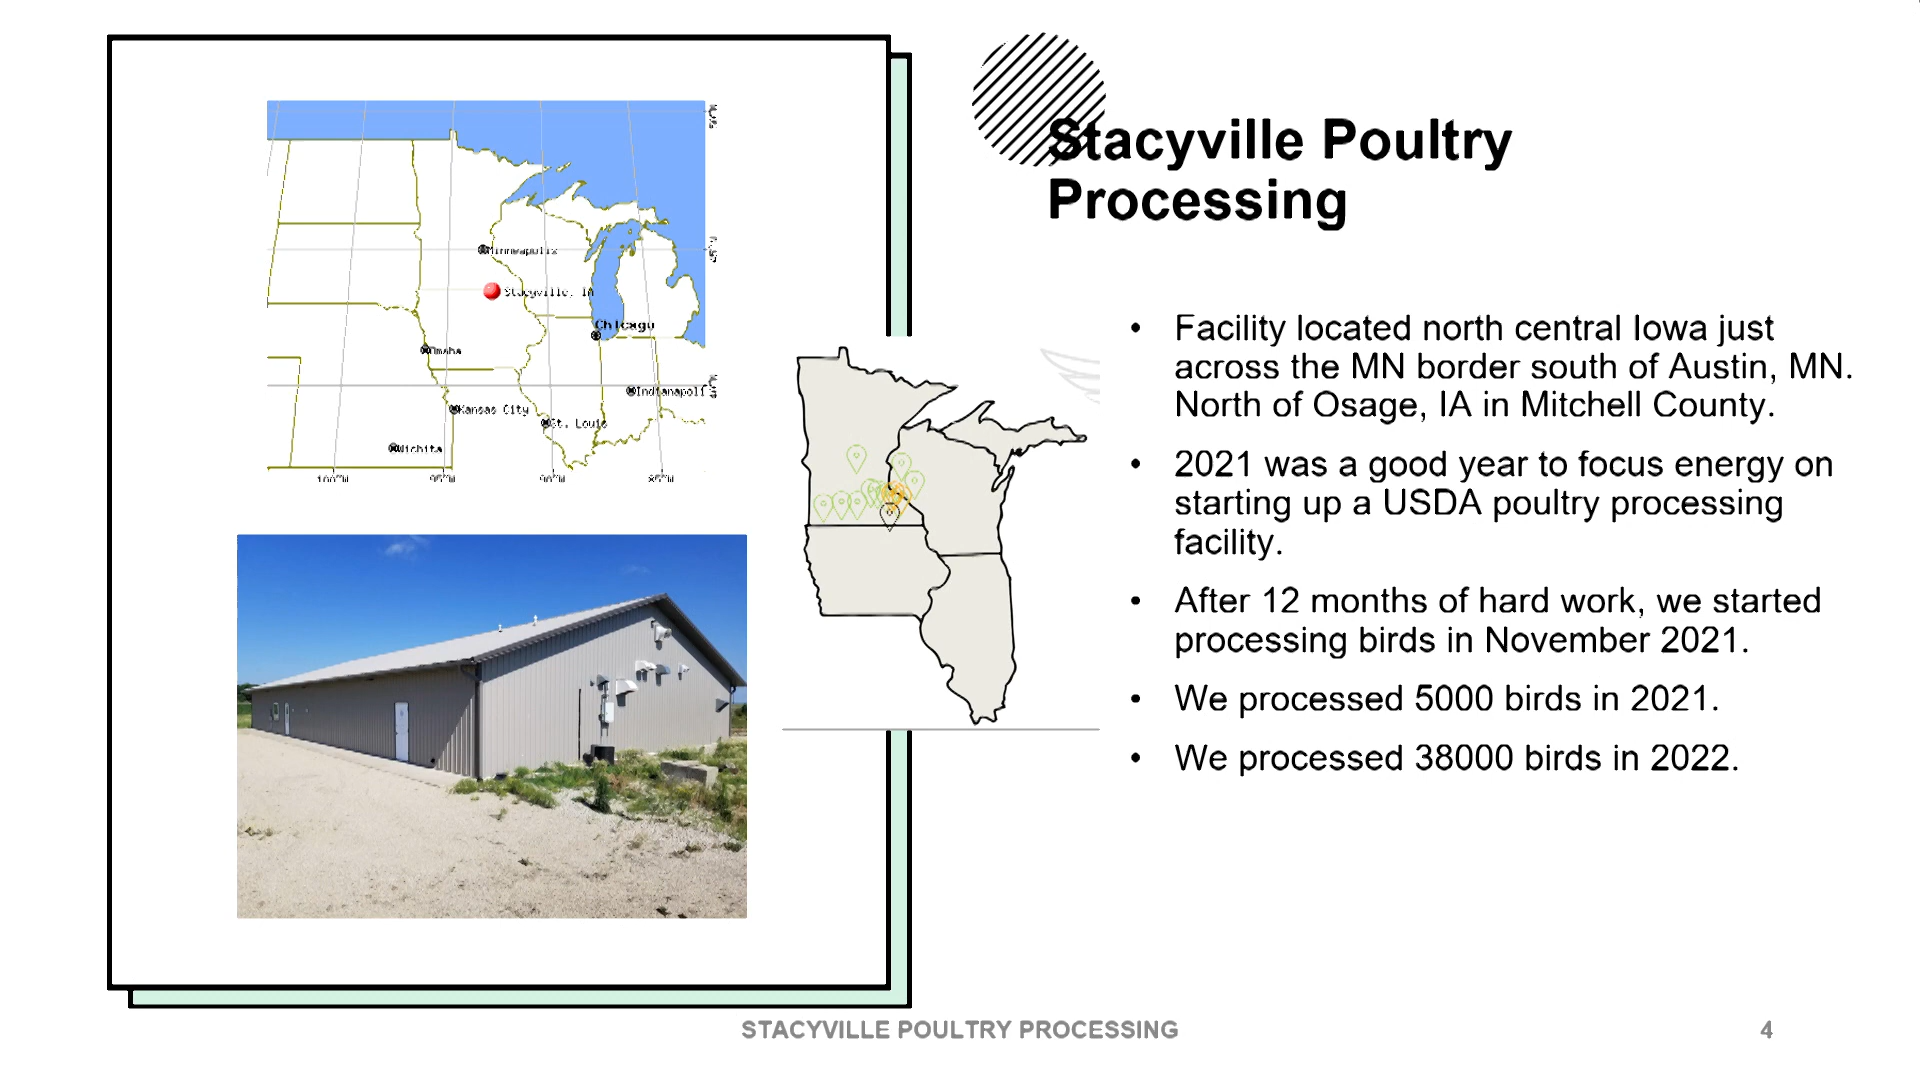 Stacyville Poultry
Processing
Minneapolis
Stacyville, IA
Chicago
Omaha
Kansas City
St. Louis
Wichita
• Facility located north central Iowa just
across the MN border south of Austin, MN.
North of Osage, IA in Mitchell County.
• 2021 was a good year to focus energy on
starting up a USDA poultry processing
facility.
• After 12 months of hard work, we started
processing birds in November 2021.
• We processed 5000 birds in 2021.
• We processed 38000 birds in 2022.
STACYVILLE POULTRY PROCESSING
4